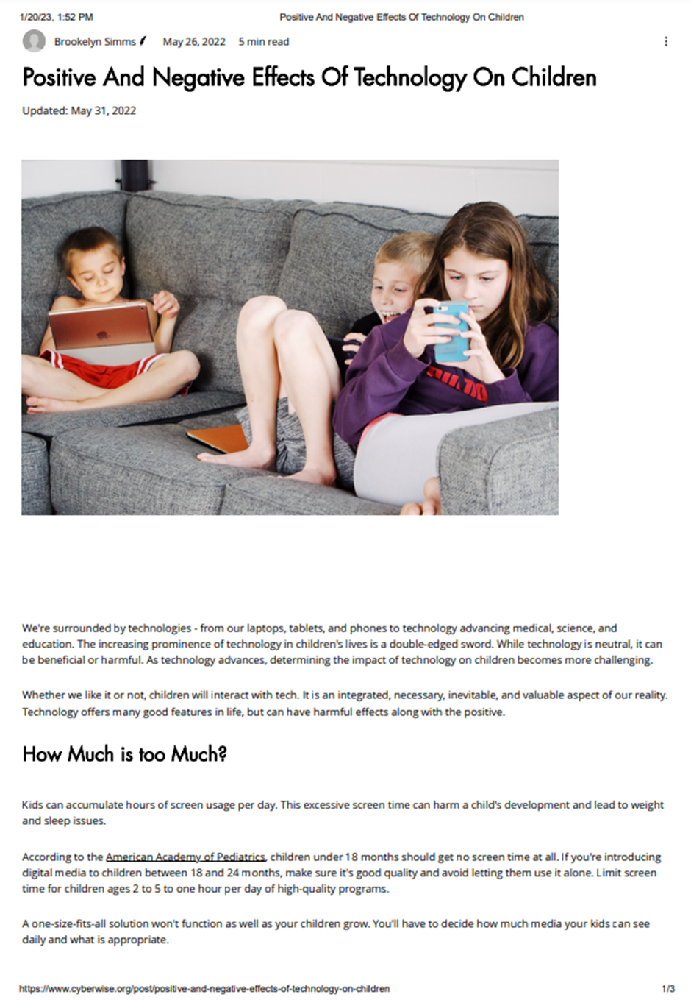 1/20/23, 1:52 PM
Positive And Negative Effects Of Technology On Children
Brookelyn Simms
May 26, 2022
5 min read
Positive And Negative Effects Of Technology On Children
Updated: May 31, 2022
We're surrounded by technologies - from our laptops, tablets, and phones to technology advancing medical, science, and
education. The increasing prominence of technology in children's lives is a double-edged sword. While technology is neutral, it can
be beneficial or harmful. As technology advances, determining the impact of technology on children becomes more challenging.
Whether we like it or not, children will interact with tech. It is an integrated, necessary, inevitable, and valuable aspect of our reality.
Technology offers many good features in life, but can have harmful effects along with the positive.
How Much is too Much?
Kids can accumulate hours of screen usage per day. This excessive screen time can harm a child's development and lead to weight
and sleep issues.
According to the American Academy of Pediatrics, children under 18 months should get no screen time at all. If you're introducing
digital media to children between 18 and 24 months, make sure it's good quality and avoid letting them use it alone. Limit screen
time for children ages 2 to 5 to one hour per day of high-quality programs.
A one-size-fits-all solution won't function as well as your children grow. You'll have to decide how much media your kids can see
daily and what is appropriate.
https://www.cyberwise.org/post/positive-and-negative-effects-of-technology-on-children
1/3